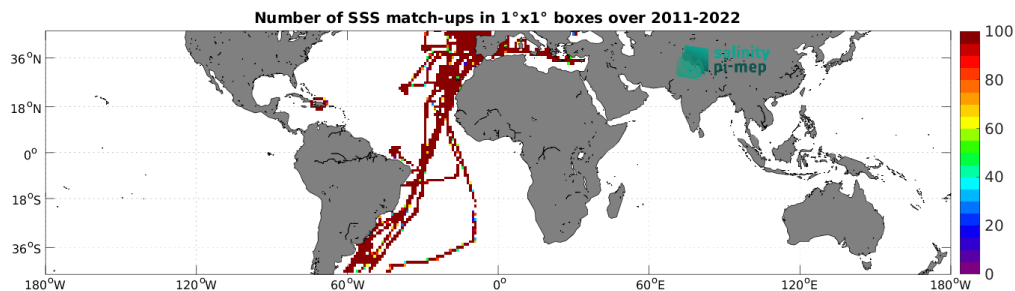 Number of SSS match-ups in 1°x1° boxes over 2011-2022
salinity
pi-mep
36°N
18°N
0°
18°S
36°S
180°W
120°W
60°W
0°
60°E
120°E
180°W
100
80
60
40
20
0